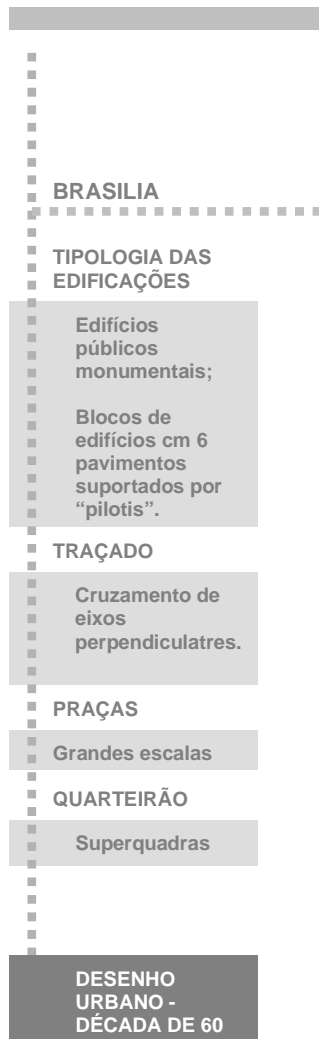 BRASILIA
TIPOLOGIA DAS
EDIFICAÇÕES
Edifícios
públicos
monumentais;
Blocos de
edifícios cm 6
pavimentos
suportados por
“pilotis”.
TRAÇADO
Cruzamento de
eixos
perpendiculatres.
PRAÇAS
Grandes escalas
QUARTEIRÃO
Superquadras
DESENHO
URBANO -
DÉCADA DE 60